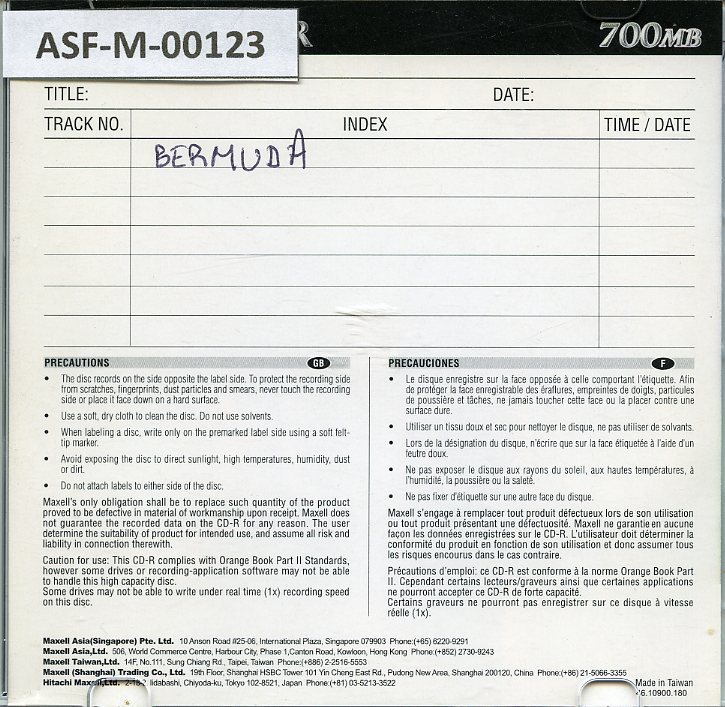 ASF-M-00123 R 700MB
TITLE: DATE:
TRACK NO. INDEX TIME / DATE
BERMUDA
PRECAUTIONS GB
• The disc records on the side opposite the label side. To protect the recording side
from scratches, fingerprints, dust particles and smears, never touch the recording
side or place it face down on a hard surface.
• Use a soft, dry cloth to clean the disc. Do not use solvents.
• When labeling a disc, write only on the premarked label side using a soft felt-
tip marker.
• Avoid exposing the disc to direct sunlight, high temperatures, humidity, dust
or dirt.
• Do not attach labels to either side of the disc.
Maxell's only obligation shall be to replace such quantity of the product
proved to be defective in material of workmanship upon receipt. Maxell does
not guarantee the recorded data on the CD-R for any reason. The user
determine the suitability of product for intended use, and assume all risk and
liability in connection therewith.
Caution for use: This CD-R complies with Orange Book Part II Standards,
however some drives or recording-application software may not be able
to handle this high capacity disc.
Some drives may not be able to write under real time (1x) recording speed
on this disc.
PRECAUCIONES F
• Le disque enregistre sur la face opposée à celle comportant l'étiquette. Afin
de protéger la face enregistrable des éraflures, empreintes de doigts, particules
de poussière et tâches, ne jamais toucher cette face ou la placer contre une
surface dure.
• Utiliser un tissu doux et sec pour nettoyer le disque, ne pas utiliser de solvants.
• Lors de la désignation du disque, n'écrire que sur la face étiquetée à l'aide d'un
feutre doux.
• Ne pas exposer le disque aux rayons du soleil, aux hautes températures, à
l'humidité, la poussière ou la saleté.
• Ne pas fixer d'étiquette sur une autre face du disque.
Maxell s'engage à remplacer tout produit défectueux lors de son utilisation
ou tout produit présentant une défectuosité. Maxell ne garantie en aucune
façon les données enregistrées sur le CD-R. L'utilisateur doit déterminer la
conformité du produit en fonction de son utilisation et donc assumer tous
les risques encourus dans le cas contraire.
Précautions d'emploi: ce CD-R est conforme à la norme Orange Book Part
II. Cependant certains lecteurs/graveurs ainsi que certaines applications
ne pourront accepter ce CD-R de forte capacité.
Certains graveurs ne pourront pas enregistrer sur ce disque à vitesse
réelle (1x).
Maxell Asia(Singapore) Pte. Ltd. 10 Anson Road #25-06, International Plaza, Singapore 079903 Phone:(+65) 6220-9291
Maxell Asia,Ltd. 506, World Commerce Centre, Harbour City, Phase 1,Canton Road, Kowloon, Hong Kong Phone:(+852) 2730-9243
Maxell Taiwan,Ltd. 14F, No.111, Sung Chiang Rd., Taipei, Taiwan Phone:(+886) 2-2516-5553
Maxell (Shanghai) Trading Co., Ltd. 19th Floor, Shanghai HSBC Tower 101 Yin Cheng East Rd., Pudong New Area, Shanghai 200120, China Phone:(+86) 21-5066-3355
Hitachi Maxell,Ltd. Iidabashi, Chiyoda-ku, Tokyo 102-8521, Japan Phone:(+81) 03-5213-3522
Made in Taiwan
6.10900.180